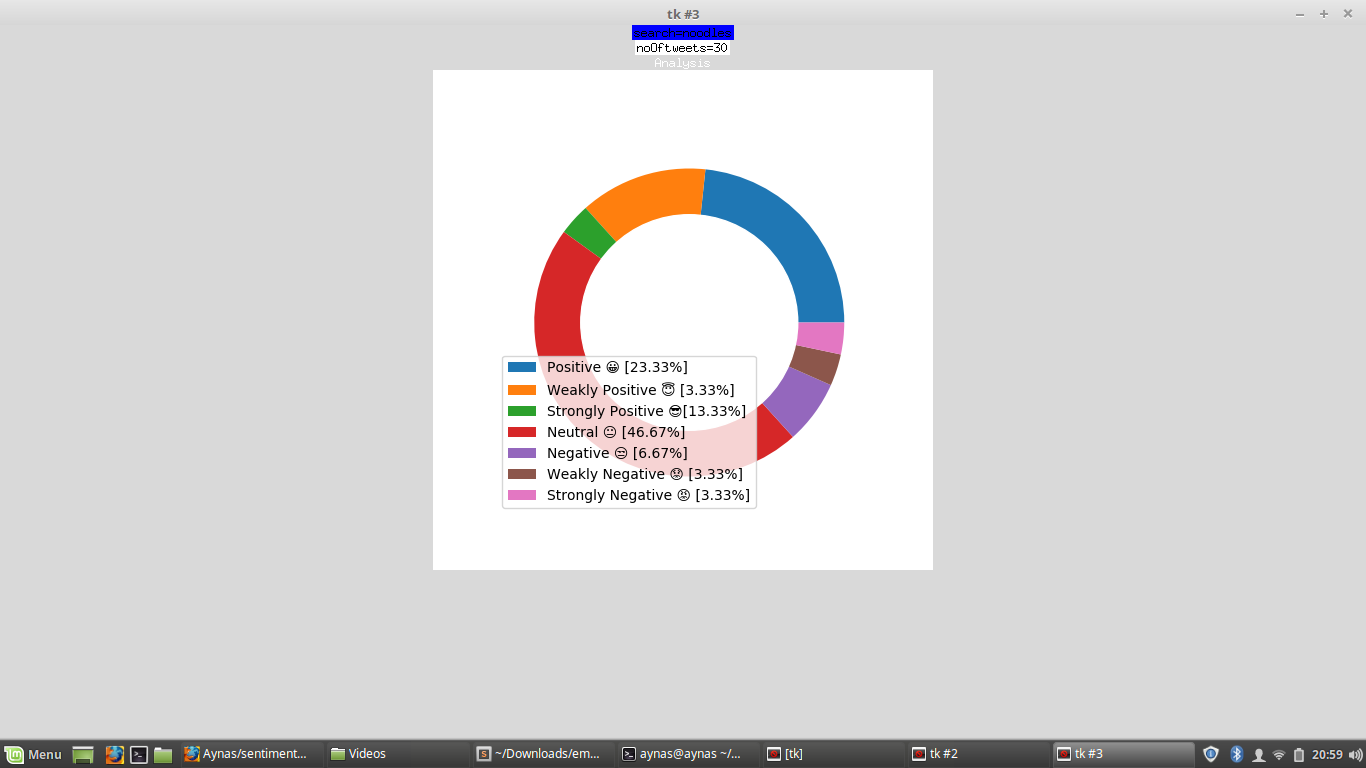 tk #3
noOftweets=30
Analysis
Positive 😀 [23.33%]
Weakly Positive 😇 [3.33%]
Strongly Positive 😎[13.33%]
Neutral 😐 [46.67%]
Negative 😒 [6.67%]
Weakly Negative 😟 [3.33%]
Strongly Negative 😡 [3.33%]
Menu
Aynas/sentiment...
Videos
~/Downloads/em...
aynas@aynas ~/...
[tk]
tk #2
tk #3
20:59